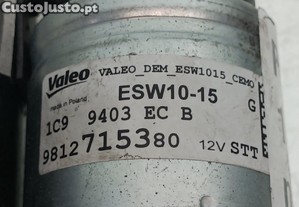 CustoJusto.pt
Valeo VALEO_DEM_ESW1015_CEMO
made in Poland
ESW10-15
G
1C9 9403 EC B
9812715380 12V STT